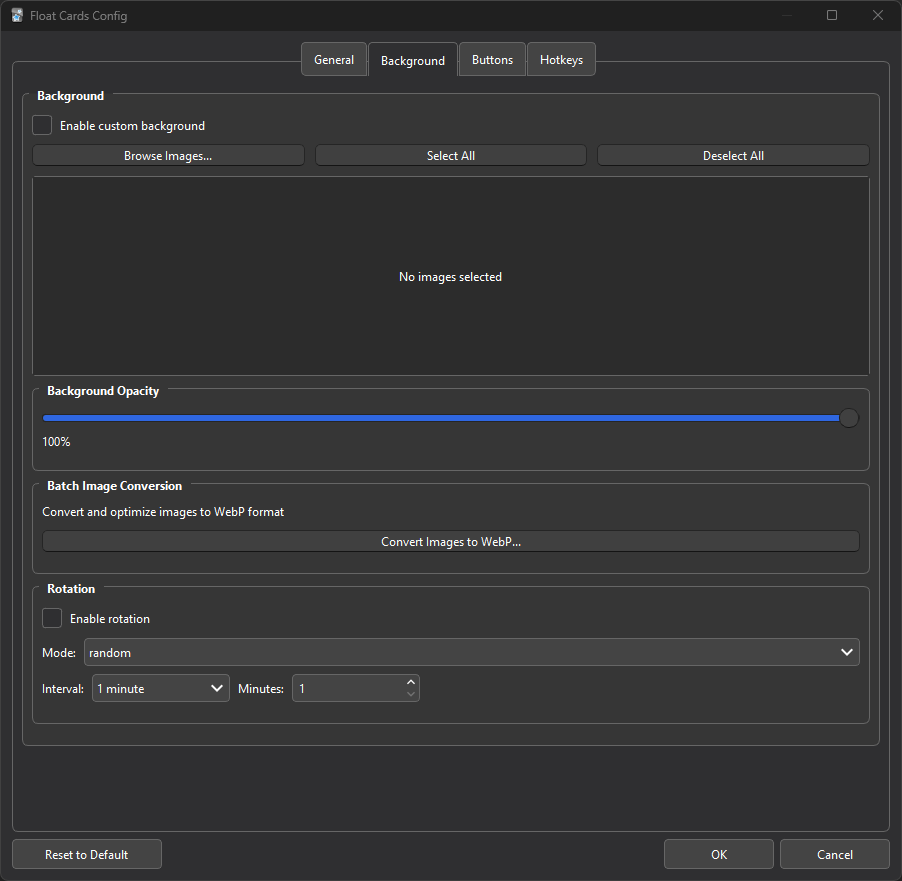 Float Cards Config
General Background Buttons Hotkeys
Background
Enable custom background
Browse Images... Select All Deselect All
No images selected
Background Opacity
100%
Batch Image Conversion
Convert and optimize images to WebP format
Convert Images to WebP...
Rotation
Enable rotation
Mode: random
Interval: 1 minute Minutes: 1
Reset to Default OK Cancel